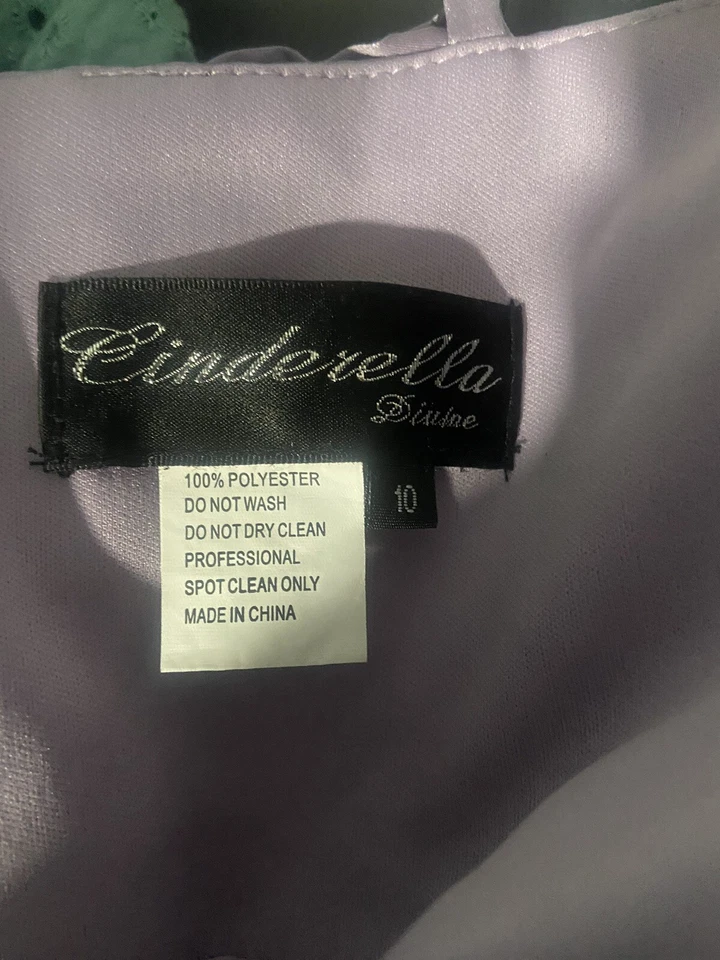 Cinderella
Divine
10
100% POLYESTER
DO NOT WASH
DO NOT DRY CLEAN
PROFESSIONAL
SPOT CLEAN ONLY
MADE IN CHINA